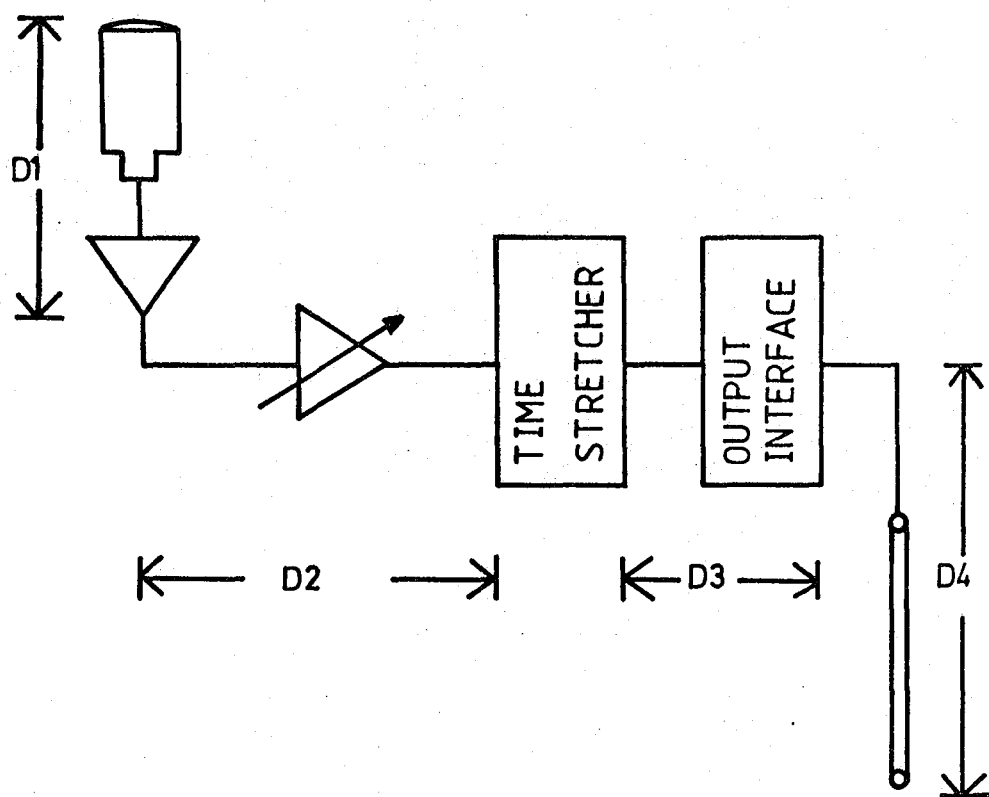 D1
TIME
STRETCHER
OUTPUT
INTERFACE
D2
D3
D4